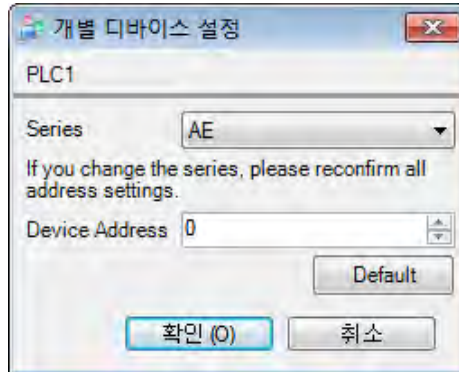 개별 디바이스 설정
PLC1
Series AE
If you change the series, please reconfirm all
address settings.
Device Address 0
Default
확인 (O) 취소